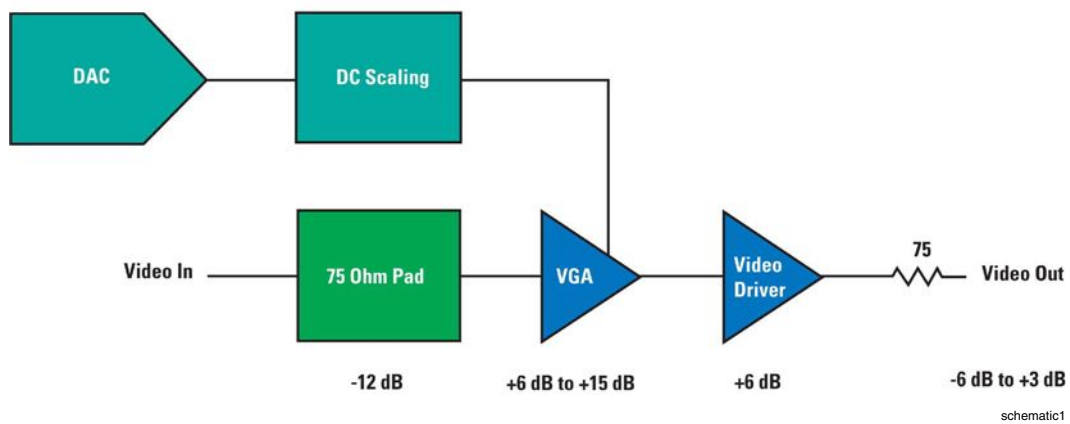 DAC
DC Scaling
Video In
75 Ohm Pad
VGA
Video
Driver
75
Video Out
-12 dB
+6 dB to +15 dB
+6 dB
-6 dB to +3 dB
schematic1